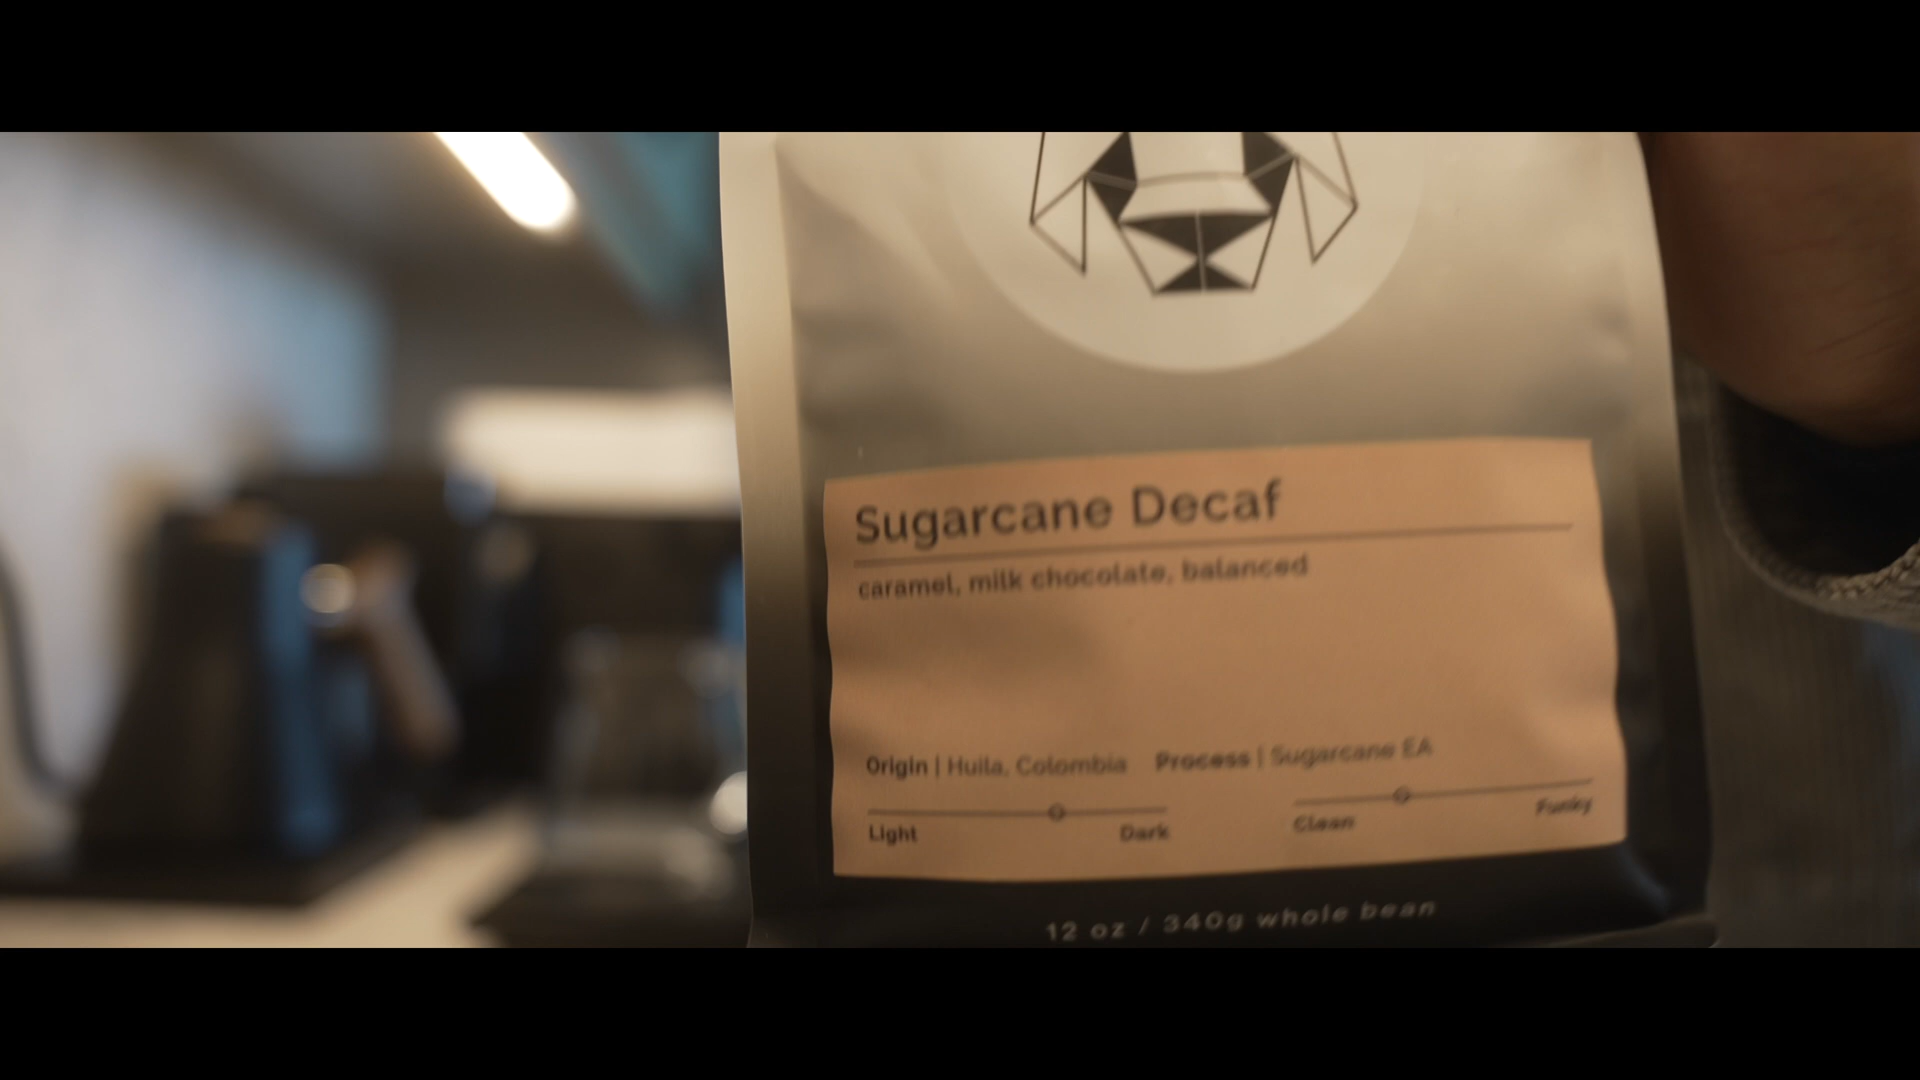 Sugarcane Decaf
caramel, milk chocolate, balanced
Origin | Huila, Colombia Process | Sugarcane EA
Light Dark Clean Funky
12 oz / 340g whole bean